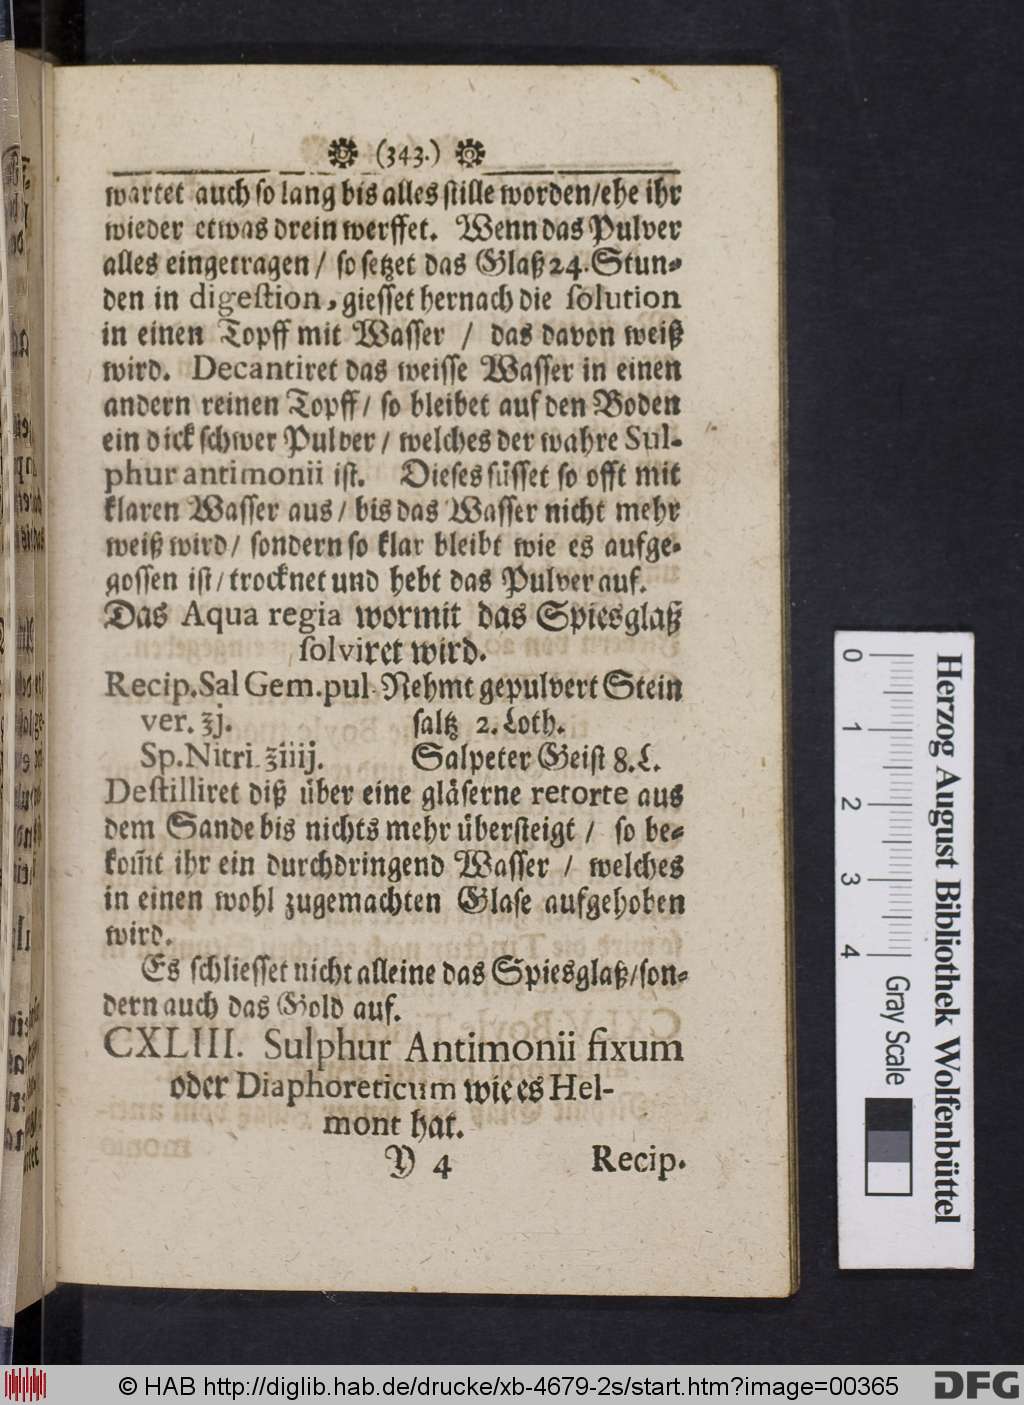 (343.)
wartet auch so lang bis alles stille worden/ehe ihr
wieder etwas drein werffet. Wenn das Pulver
alles eingetragen / so setzet das Glaß 24. Stun-
den in digestion, giesset hernach die solution
in einen Topff mit Wasser / das davon weiß
wird. Decantiret das weisse Wasser in einen
andern reinen Topff / so bleibet auf den Boden
ein dick schwer Pulver / welches der wahre Sul-
phur antimonii ist. Dieses süsset so offt mit
klaren Wasser aus / bis das Wasser nicht mehr
weiß wird / sondern so klar bleibt wie es aufge-
gossen ist / trocknet und hebt das Pulver auf.
Das Aqua regia wormit das Spiesglaß
solviret wird.
Recip. Sal Gem. pul- Nehmt gepulvert Stein
ver. ʒj. saltz 2. Loth.
Sp. Nitri ʒiiij. Salpeter Geist 8. L.
Destilliret diß über eine gläserne retorte aus
dem Sande bis nichts mehr übersteigt / so be-
kom̃t ihr ein durchdringend Wasser / welches
in einen wohl zugemachten Glase aufgehoben
wird.
Es schliesset nicht alleine das Spiesglaß/son-
dern auch das Gold auf.
CXLIII. Sulphur Antimonii fixum
oder Diaphoreticum wie es Hel-
mont hat.
Y 4 Recip.
0 1 2 3 4
Gray Scale
Herzog August Bibliothek Wolfenbüttel
© HAB http://diglib.hab.de/drucke/xb-4679-2s/start.htm?image=00365
DFG